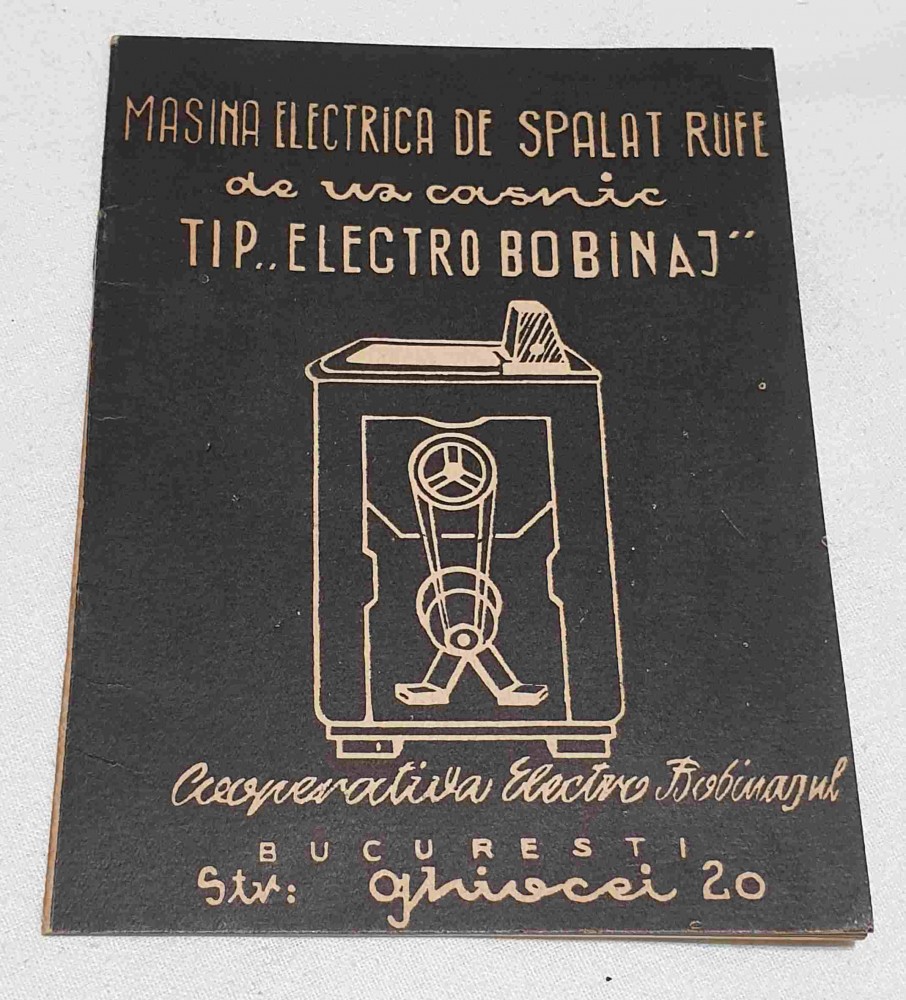 MASINA ELECTRICA DE SPALAT RUFE
de uz casnic
TIP „ELECTRO BOBINAJ”
Cooperativa Electro Bobinajul
BUCURESTI
Str: Ghiocei 20